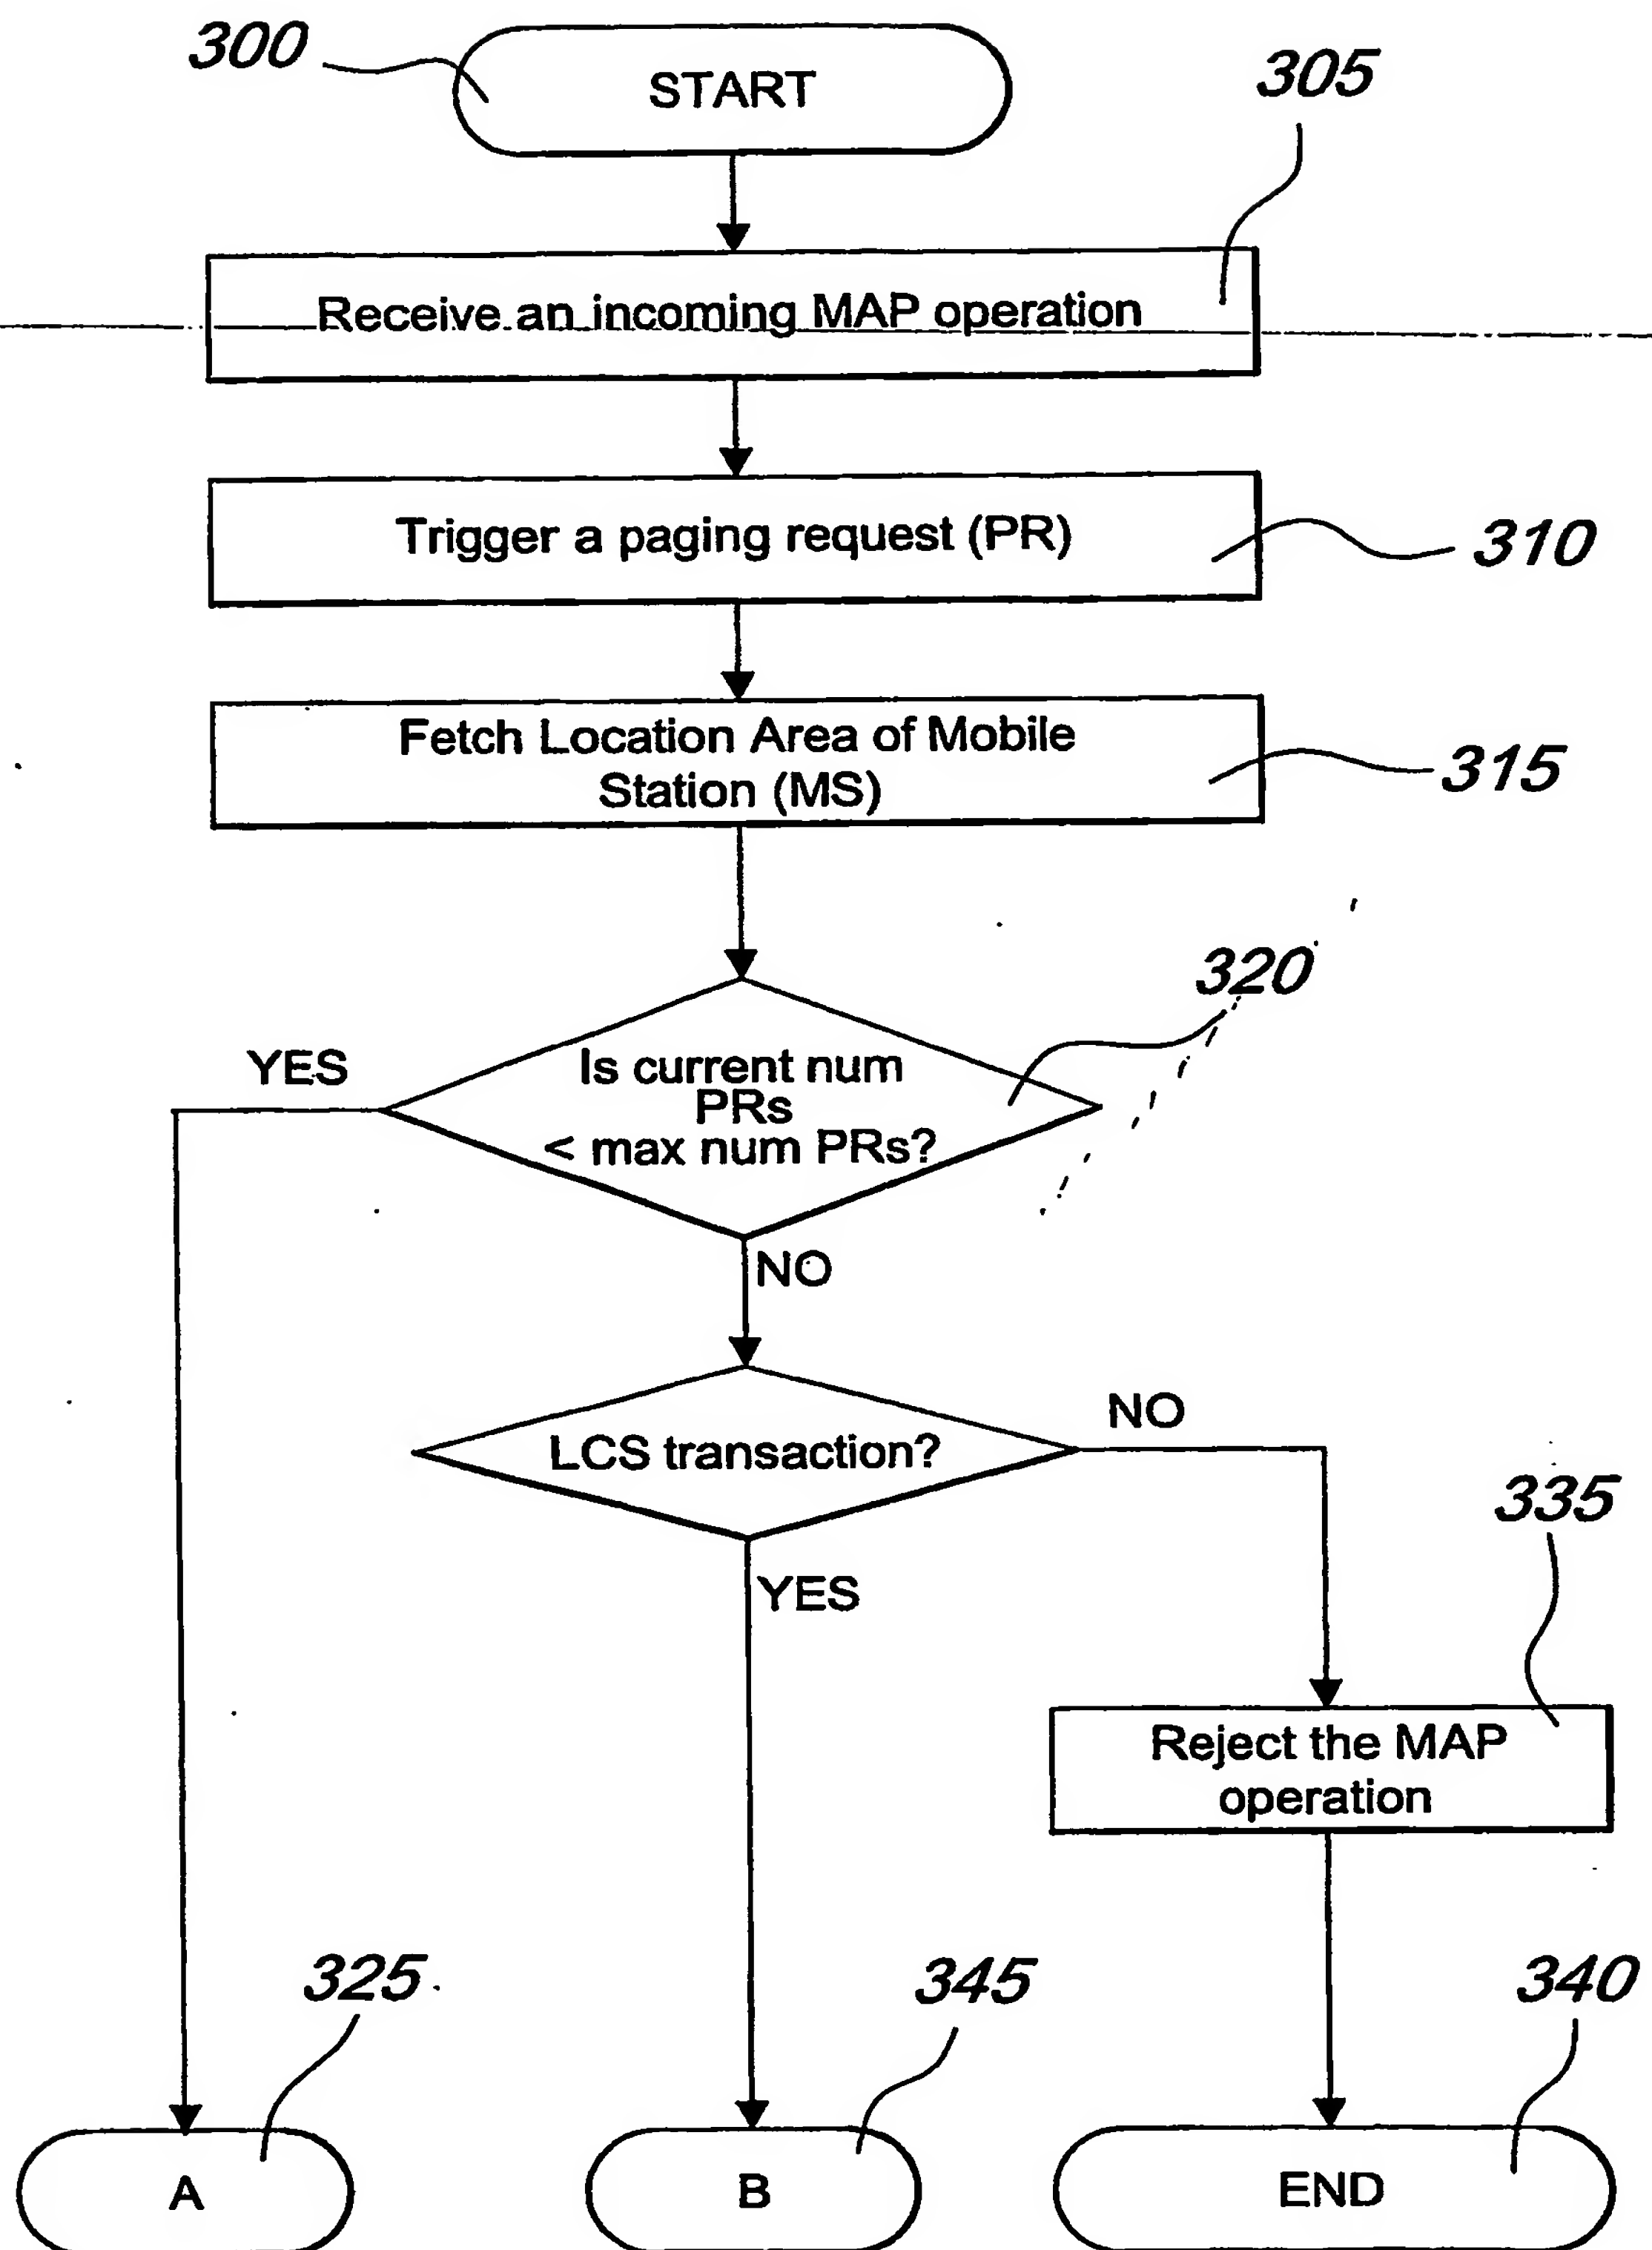 300
START
305
Receive an incoming MAP operation
Trigger a paging request (PR)
310
Fetch Location Area of Mobile
Station (MS)
315
320
YES
Is current num
PRs
< max num PRs?
NO
LCS transaction?
NO
YES
335
Reject the MAP
operation
325
345
340
A
B
END